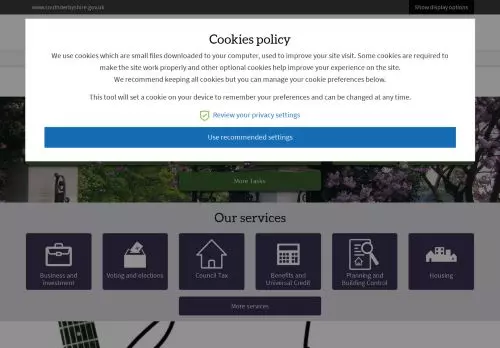 www.southderbyshire.gov.uk
Show display options
Cookies policy
We use cookies which are small files downloaded to your computer, used to improve your site visit. Some cookies are required to
make the site work properly and other optional cookies help improve your experience on the site.
We recommend keeping all cookies but you can manage your cookie preferences below.
This tool will set a cookie on your device to remember your preferences and can be changed at any time.
Review your privacy settings
Use recommended settings
More Tasks
Our services
Business and
investment
Voting and elections
Council Tax
Benefits and
Universal Credit
Planning and
Building Control
Housing
More services